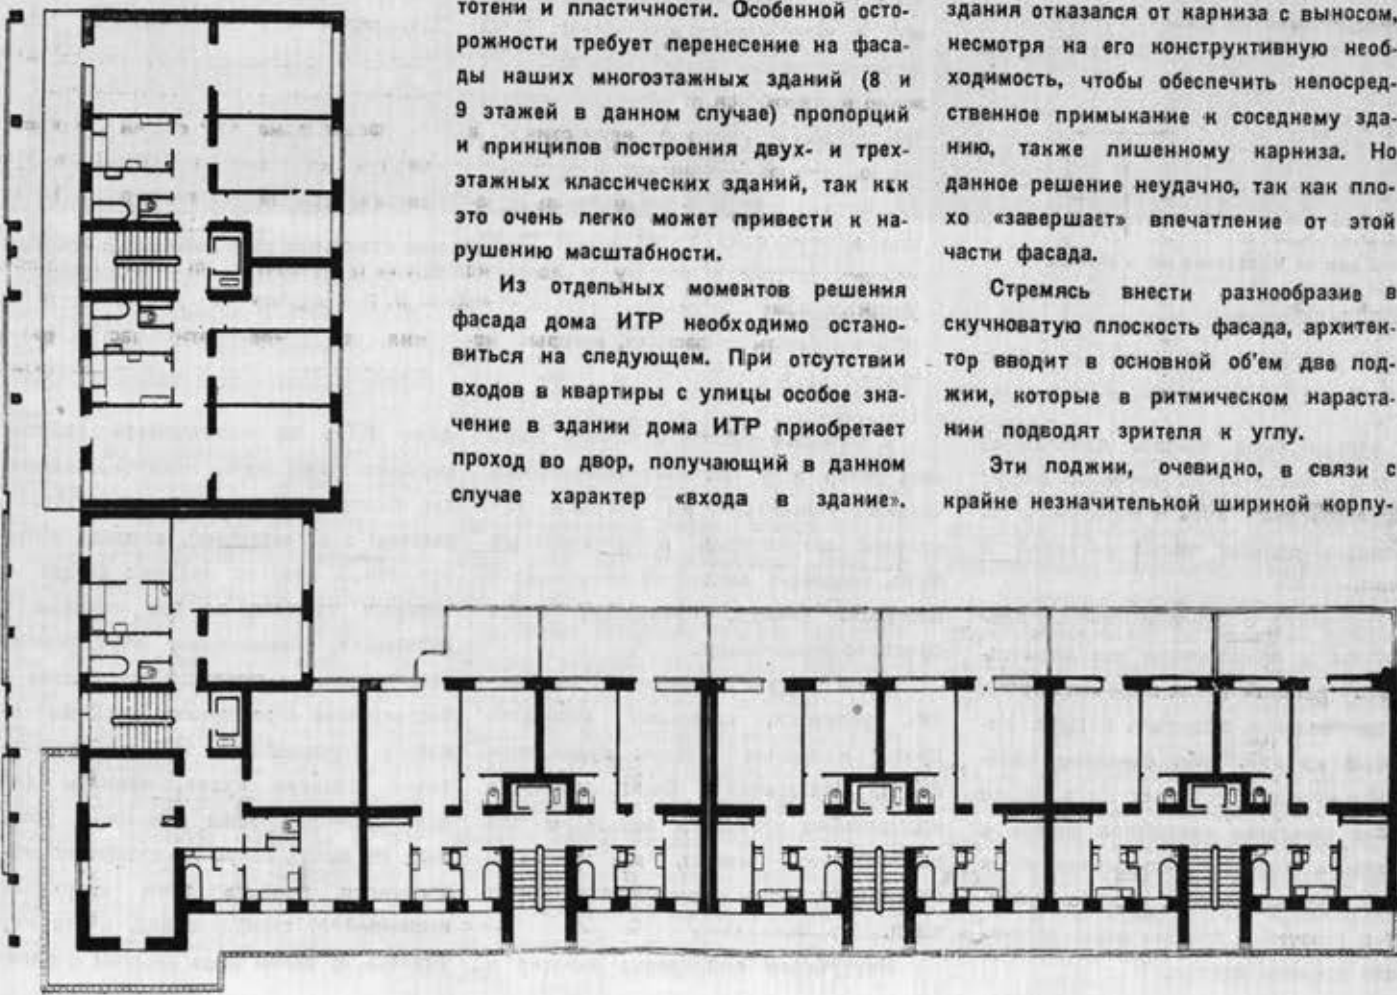 тотени и пластичности. Особенной осто-
рожности требует перенесение на фаса-
ды наших многоэтажных зданий (8 и
9 этажей в данном случае) пропорций
и принципов построения двух- и трех-
этажных классических зданий, так как
это очень легко может привести к на-
рушению масштабности.
Из отдельных моментов решения
фасада дома ИТР необходимо остано-
виться на следующем. При отсутствии
входов в квартиры с улицы особое зна-
чение в здании дома ИТР приобретает
проход во двор, получающий в данном
случае характер «входа в здание».
здания отказался от карниза с выносом,
несмотря на его конструктивную необ-
ходимость, чтобы обеспечить непосред-
ственное примыкание к соседнему зда-
нию, также лишенному карниза. Но
данное решение неудачно, так как пло-
хо «завершает» впечатление от этой
части фасада.
Стремясь внести разнообразие в
скучноватую плоскость фасада, архитек-
тор вводит в основной об'ем две лод-
жии, которые в ритмическом нараста-
нии подводят зрителя к углу.
Эти лоджии, очевидно, в связи с
крайне незначительной шириной корпу-